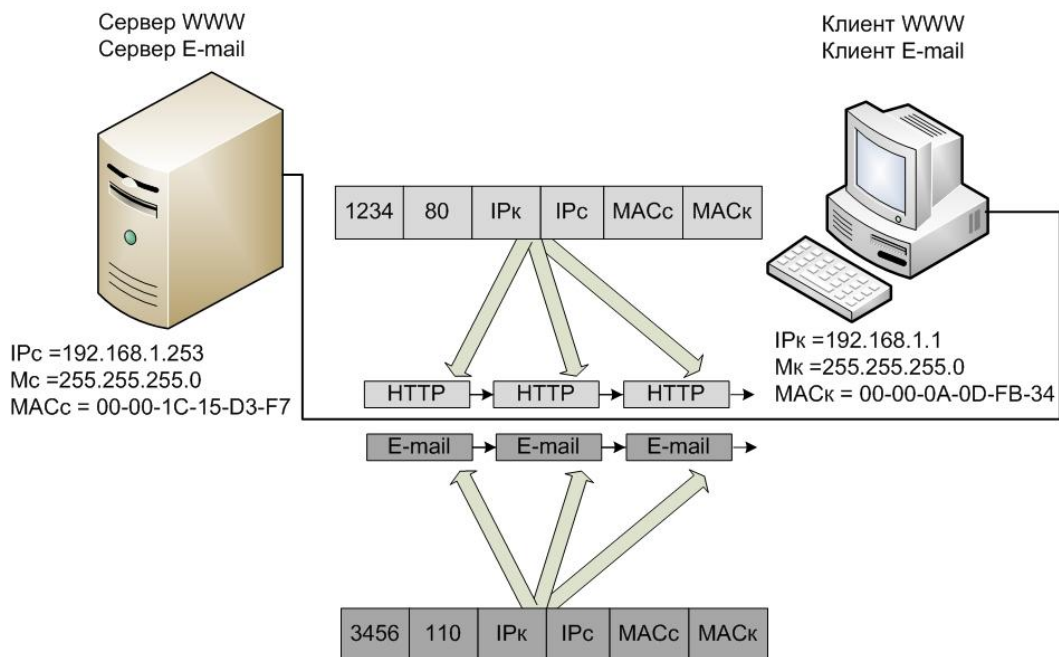 Сервер WWW
Сервер E-mail
Клиент WWW
Клиент E-mail
1234 80 IPк IPс MACс MACк
IPс =192.168.1.253
Мс =255.255.255.0
MACс = 00-00-1C-15-D3-F7
IPк =192.168.1.1
Мк =255.255.255.0
MACк = 00-00-0A-0D-FB-34
HTTP HTTP HTTP
E-mail E-mail E-mail
3456 110 IPк IPс MACс MACк